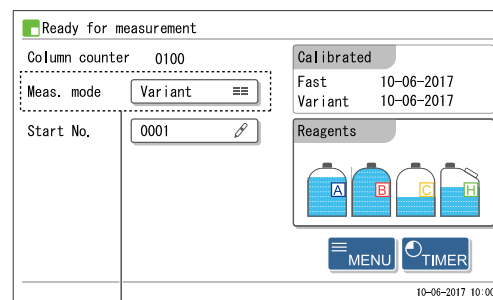 Ready for measurement
Column counter 0100
Meas. mode Variant
Start No. 0001
Calibrated
Fast 10-06-2017
Variant 10-06-2017
Reagents
A B C H
MENU TIMER
10-06-2017 10:00